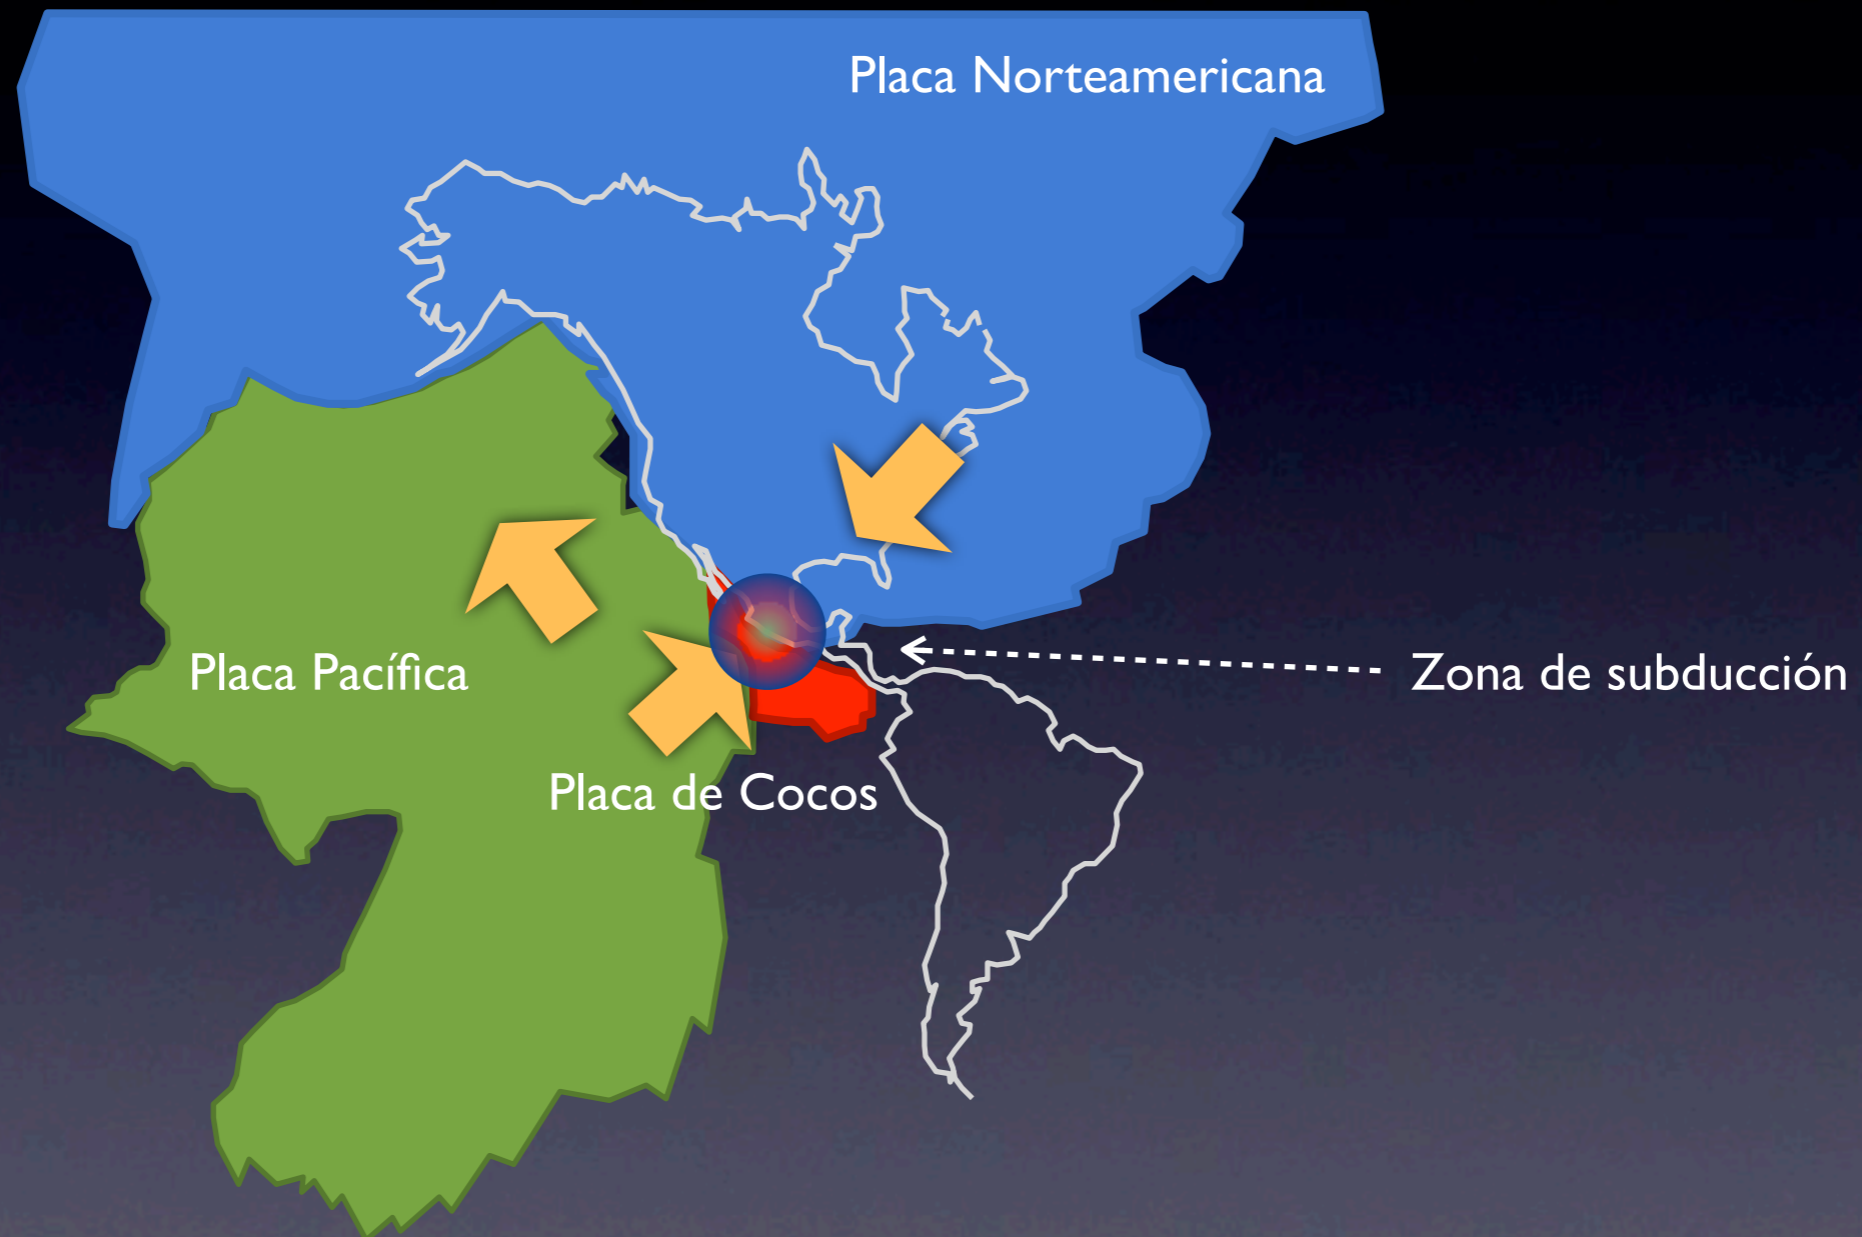 Placa Norteamericana
Placa Pacífica
Zona de subducción
Placa de Cocos